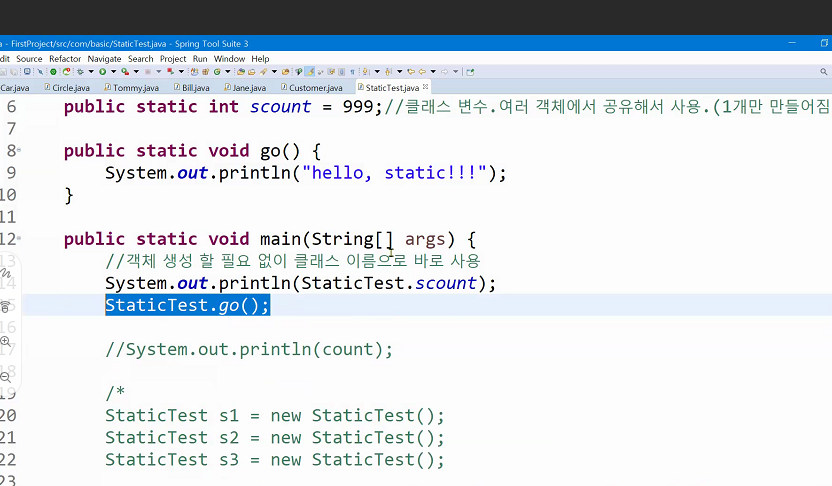 - FirstProject/src/com/basic/StaticTest.java - Spring Tool Suite 3
dit Source Refactor Navigate Search Project Run Window Help
Car.java Circle.java Tommy.java Bill.java Jane.java Customer.java StaticTest.java
6 public static int scount = 999;//클래스 변수.여러 객체에서 공유해서 사용.(1개만 만들어짐
7
8 public static void go() {
9 System.out.println("hello, static!!!");
10 }
11
12 public static void main(String[] args) {
13 //객체 생성 할 필요 없이 클래스 이름으로 바로 사용
14 System.out.println(StaticTest.scount);
15 StaticTest.go();
16
17 //System.out.println(count);
18
19 /*
20 StaticTest s1 = new StaticTest();
21 StaticTest s2 = new StaticTest();
22 StaticTest s3 = new StaticTest();
23